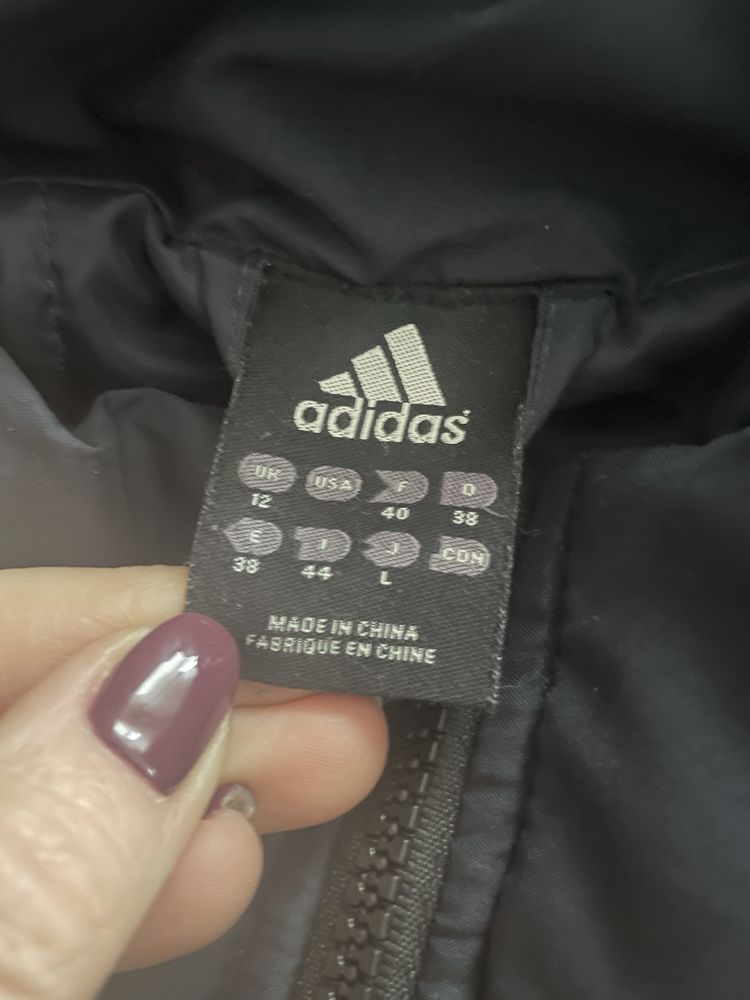 adidas
UK USA F D
12 40 38
E I J CDN
38 44 L
MADE IN CHINA
FABRIQUE EN CHINE